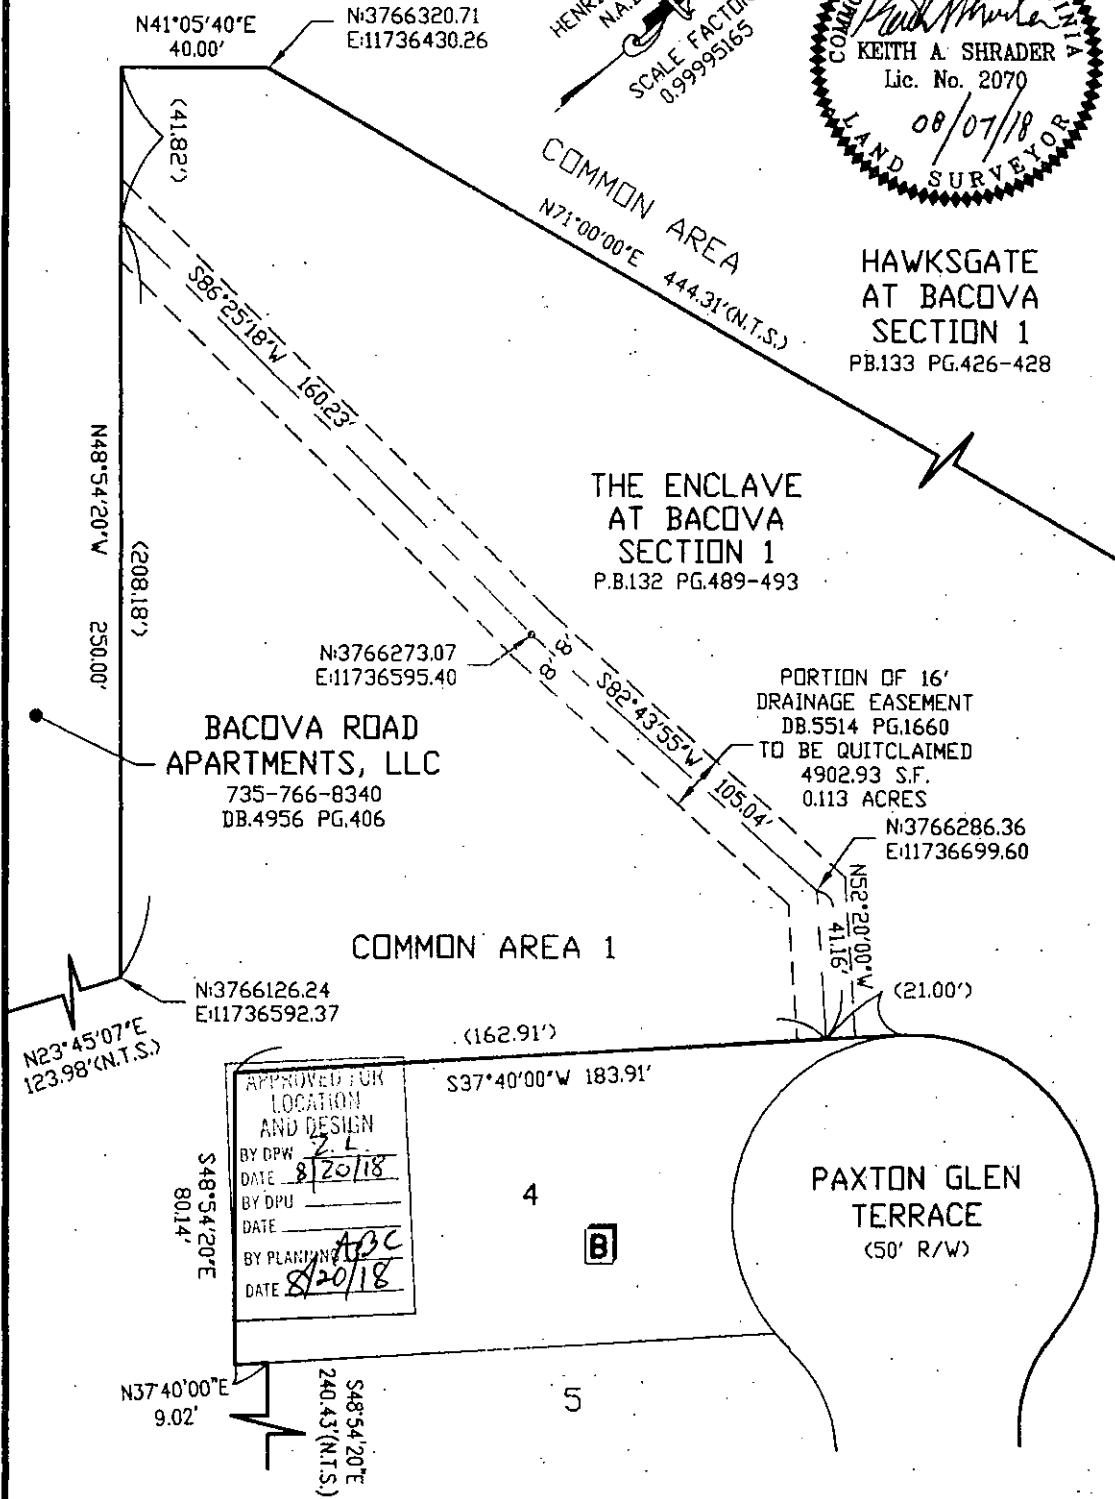 N41°05'40"E
40.00'
N:3766320.71
E:11736430.26
SCALE FACTOR
0.99995165
KEITH A. SHRADER
Lic. No. 2070
08/07/18
LAND SURVEYOR
(41.82')
COMMON AREA
N71°00'00"E 444.31'(N.T.S.)
HAWKSGATE
AT BACOVA
SECTION 1
PB.133 PG.426-428
S86°25'18"W 160.23'
N48°54'20"W 250.00'
(208.18')
THE ENCLAVE
AT BACOVA
SECTION 1
P.B.132 PG.489-493
N:3766273.07
E:11736595.40
8'
8'
S82°43'55"W 105.04'
PORTION OF 16'
DRAINAGE EASEMENT
DB.5514 PG.1660
TO BE QUITCLAIMED
4902.93 S.F.
0.113 ACRES
BACOVA ROAD
APARTMENTS, LLC
735-766-8340
DB.4956 PG.406
N:3766286.36
E:11736699.60
N52°20'00"W
41.16'
COMMON AREA 1
(21.00')
N:3766126.24
E:11736592.37
N23°45'07"E
123.98'(N.T.S.)
(162.91')
S37°40'00"W 183.91'
APPROVED FOR
LOCATION
AND DESIGN
BY DPW Z.L.
DATE 8/20/18
BY DPU
DATE
BY PLANNING ABC
DATE 8/20/18
S48°54'20"E
80.14'
4
B
PAXTON GLEN
TERRACE
(50' R/W)
N37°40'00"E
9.02'
S48°54'20"E
240.43'(N.T.S.)
5